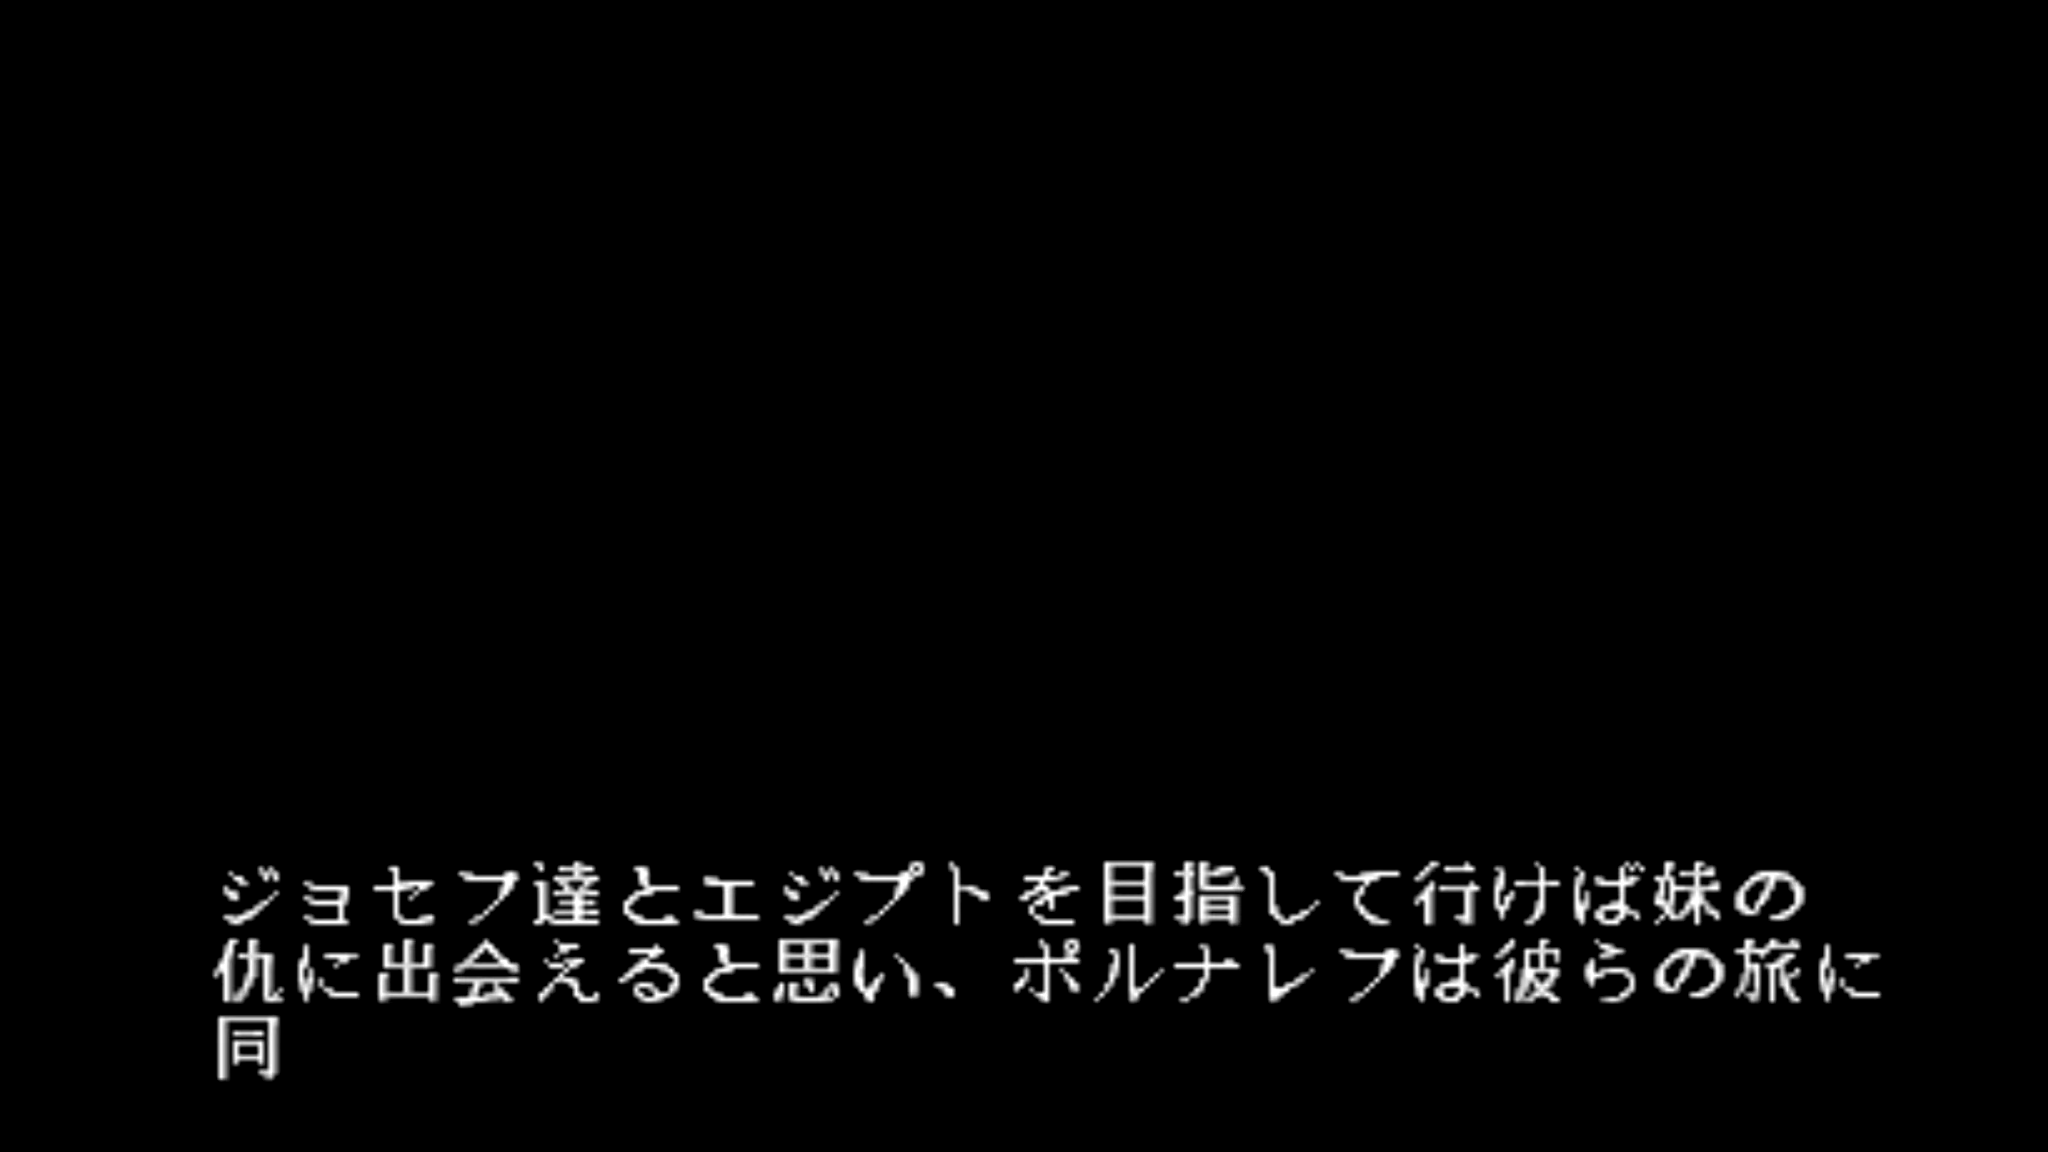 ジョセフ達とエジプトを目指して行けば妹の
仇に出会えると思い、ポルナレフは彼らの旅に
同